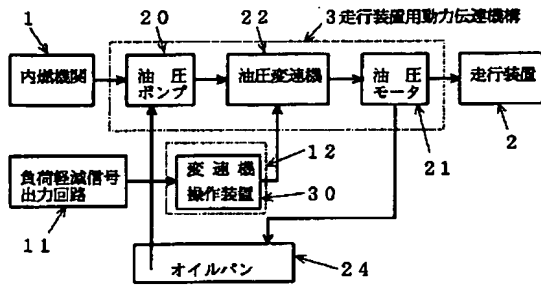 1
20
22
3走行装置用動力伝達機構
内燃機関
油圧
ポンプ
油圧変速機
油圧
モータ
走行装置
負荷軽減信号
出力回路
変速機
操作装置
12
30
21
2
11
オイルパン
24